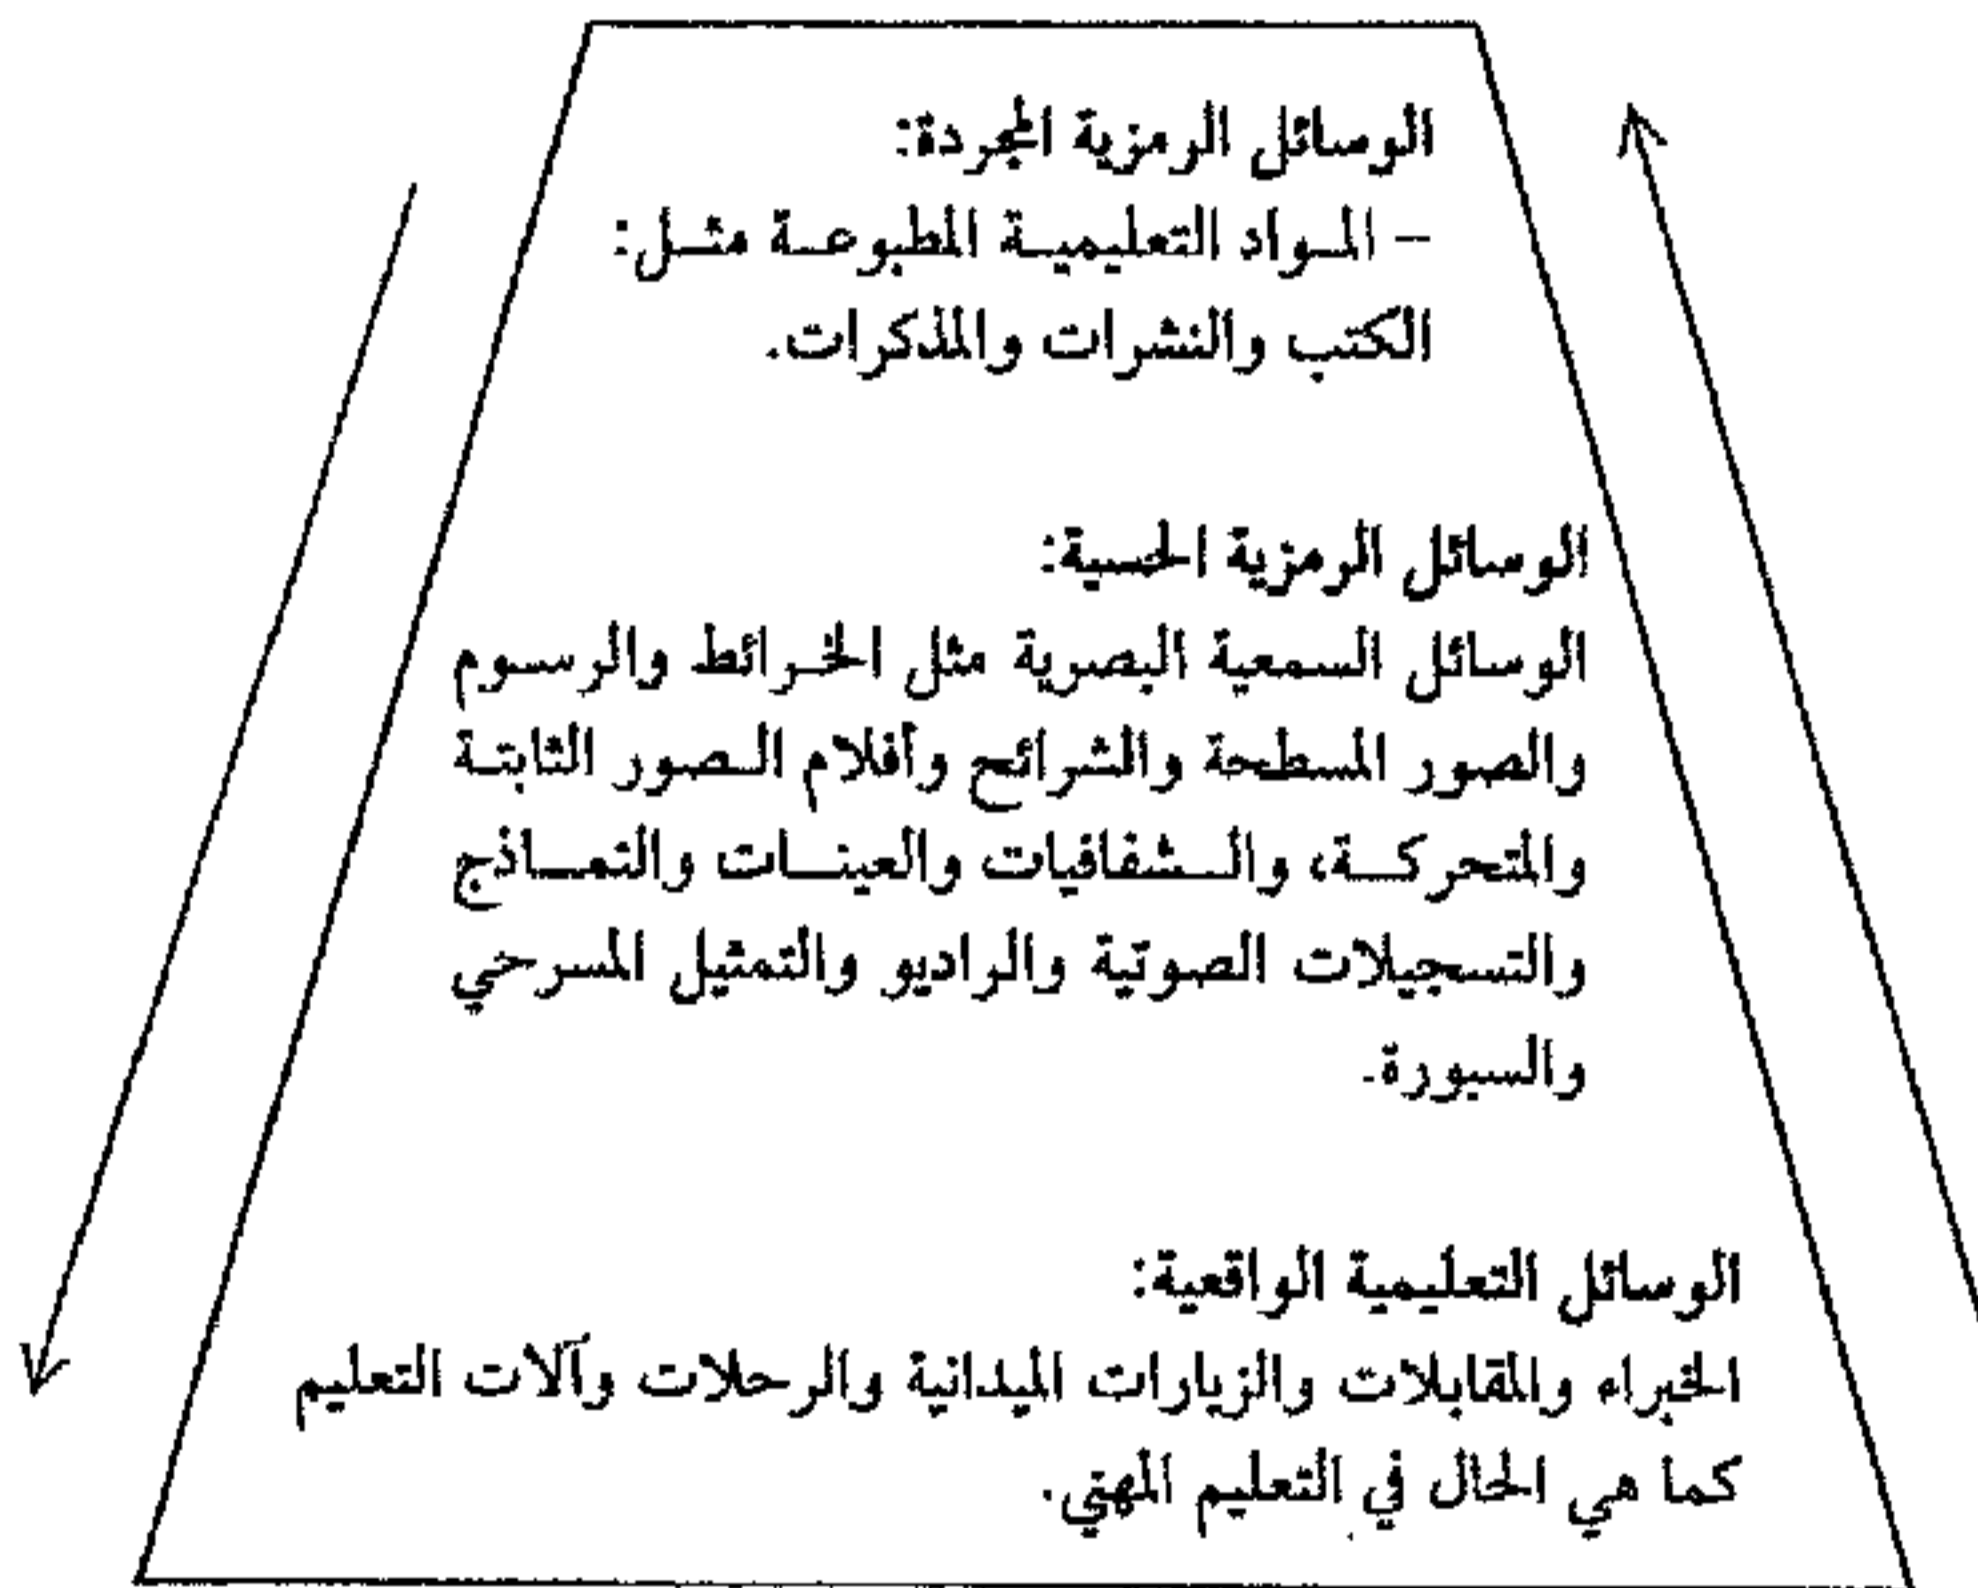 الوسائل الرمزية المجردة:
– المواد التعليمية المطبوعة مثل:
الكتب والنشرات والمذكرات.
الوسائل الرمزية الحسية:
الوسائل السمعية البصرية مثل الخرائط والرسوم
والصور المسطحة والشرائح وأفلام الصور الثابتة
والمتحركة، والشفافيات والعينات والنماذج
والتسجيلات الصوتية والراديو والتمثيل المسرحي
والسبورة.
الوسائل التعليمية الواقعية:
الخبراء والمقابلات والزيارات الميدانية والرحلات وآلات التعليم
كما هي الحال في التعليم المهني.